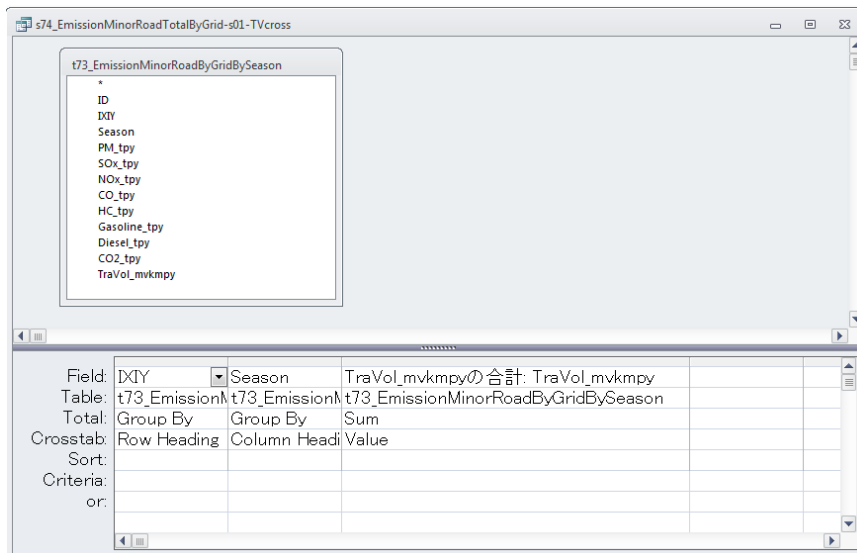 s74_EmissionMinorRoadTotalByGrid-s01-TVcross
t73_EmissionMinorRoadByGridBySeason
*
ID
IXIY
Season
PM_tpy
SOx_tpy
NOx_tpy
CO_tpy
HC_tpy
Gasoline_tpy
Diesel_tpy
CO2_tpy
TraVol_mvkmpy
Field: IXIY Season TraVol_mvkmpyの合計: TraVol_mvkmpy
Table: t73_EmissionM t73_EmissionM t73_EmissionMinorRoadByGridBySeason
Total: Group By Group By Sum
Crosstab: Row Heading Column Headi Value
Sort:
Criteria:
or: